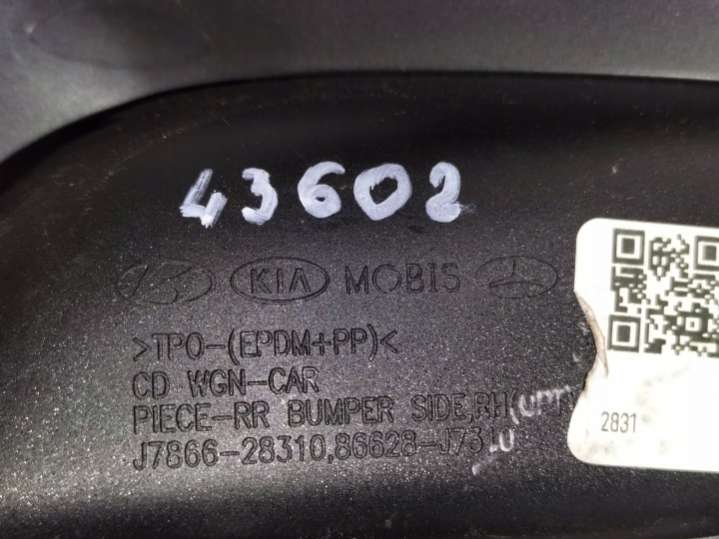 43602
KIA MOBIS
>TPO-(EPDM+PP)<
CD WGN-CAR
PIECE-RR BUMPER SIDE,RH(UPR
J7866-28310,86628-J7310
2831